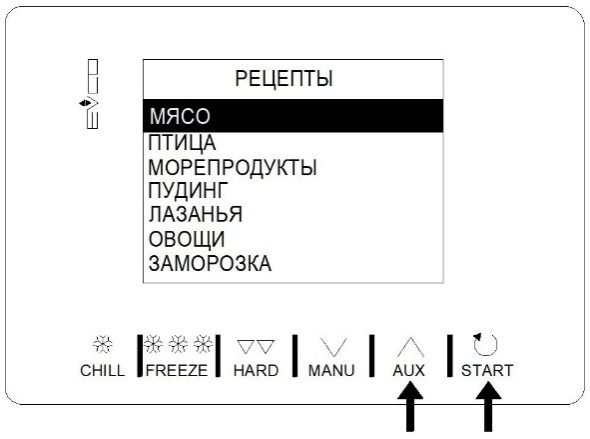 РЕЦЕПТЫ
МЯСО
ПТИЦА
МОРЕПРОДУКТЫ
ПУДИНГ
ЛАЗАНЬЯ
ОВОЩИ
ЗАМОРОЗКА
CHILL FREEZE HARD MANU AUX START